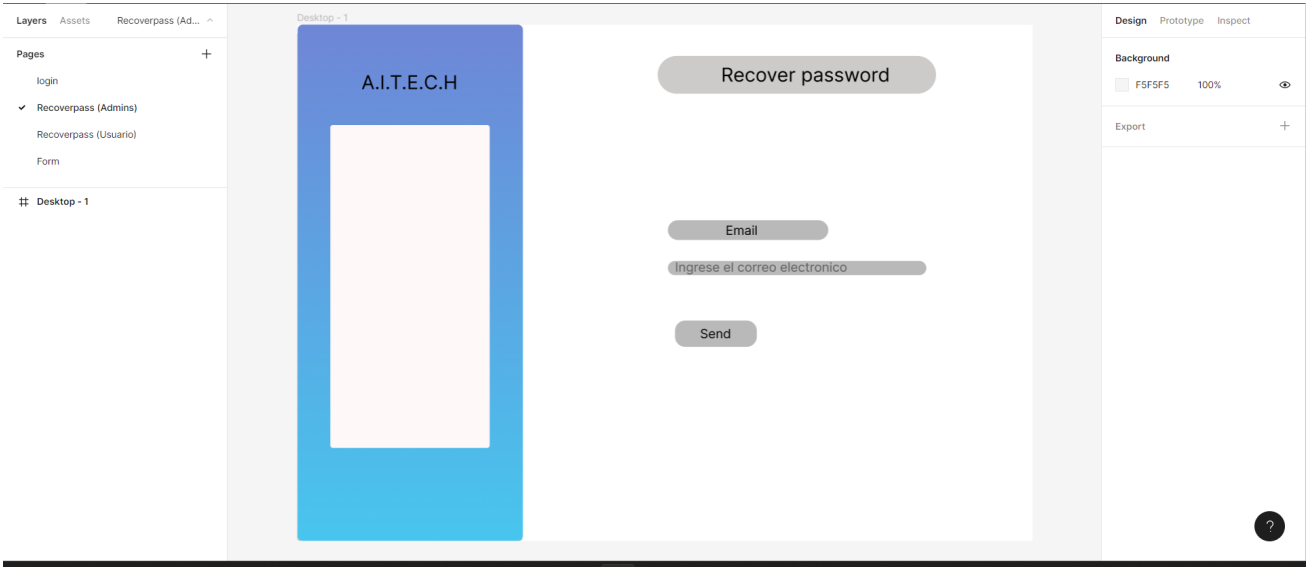 Layers Assets Recoverpass (Ad...
Pages
login
Recoverpass (Admins)
Recoverpass (Usuario)
Form
Desktop - 1
Desktop - 1
A.I.T.E.C.H
Recover password
Email
Ingrese el correo electronico
Send
Design Prototype Inspect
Background
F5F5F5 100%
Export
?